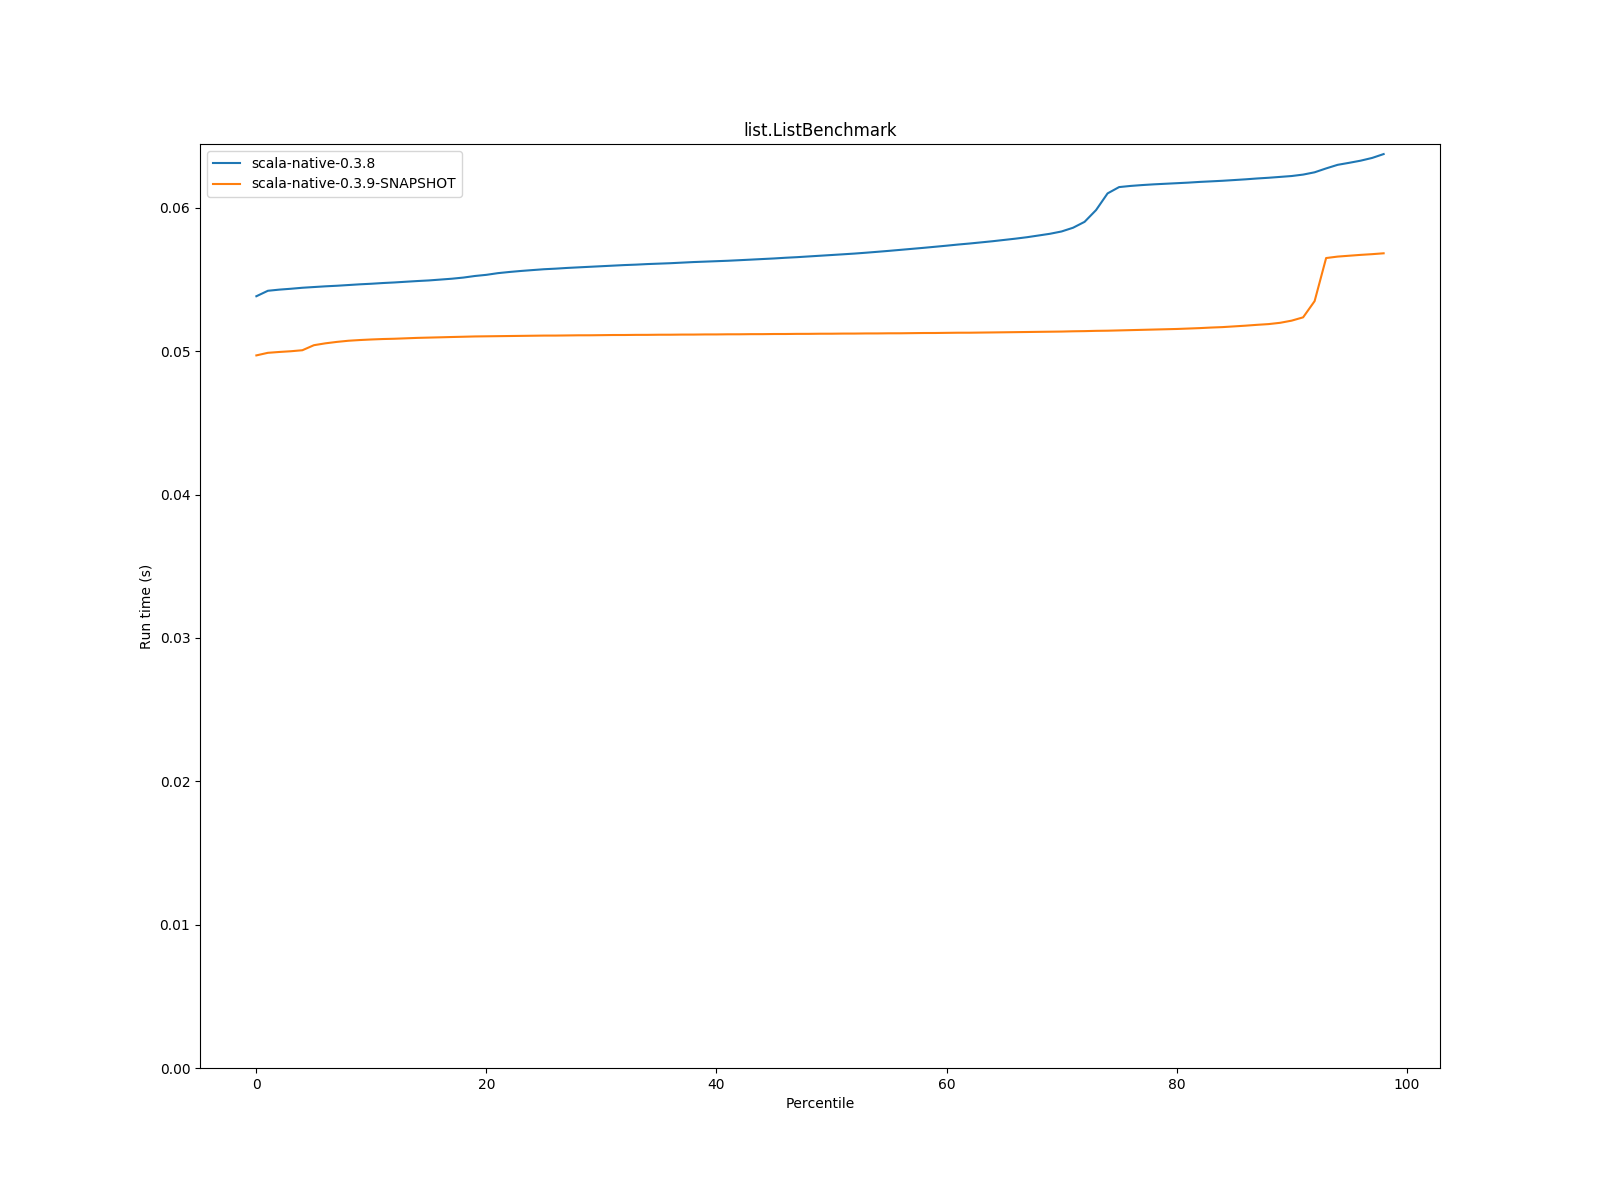 list.ListBenchmark
scala-native-0.3.8
scala-native-0.3.9-SNAPSHOT
0.06
0.05
0.04
0.03
0.02
0.01
0.00
Run time (s)
0 20 40 60 80 100
Percentile